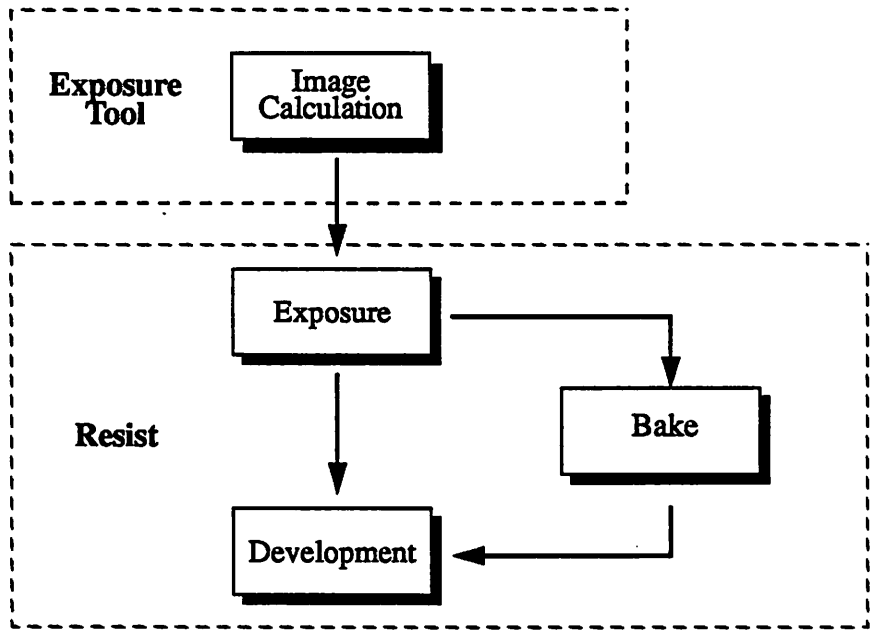 Exposure
Tool
Image
Calculation
Exposure
Resist
Bake
Development